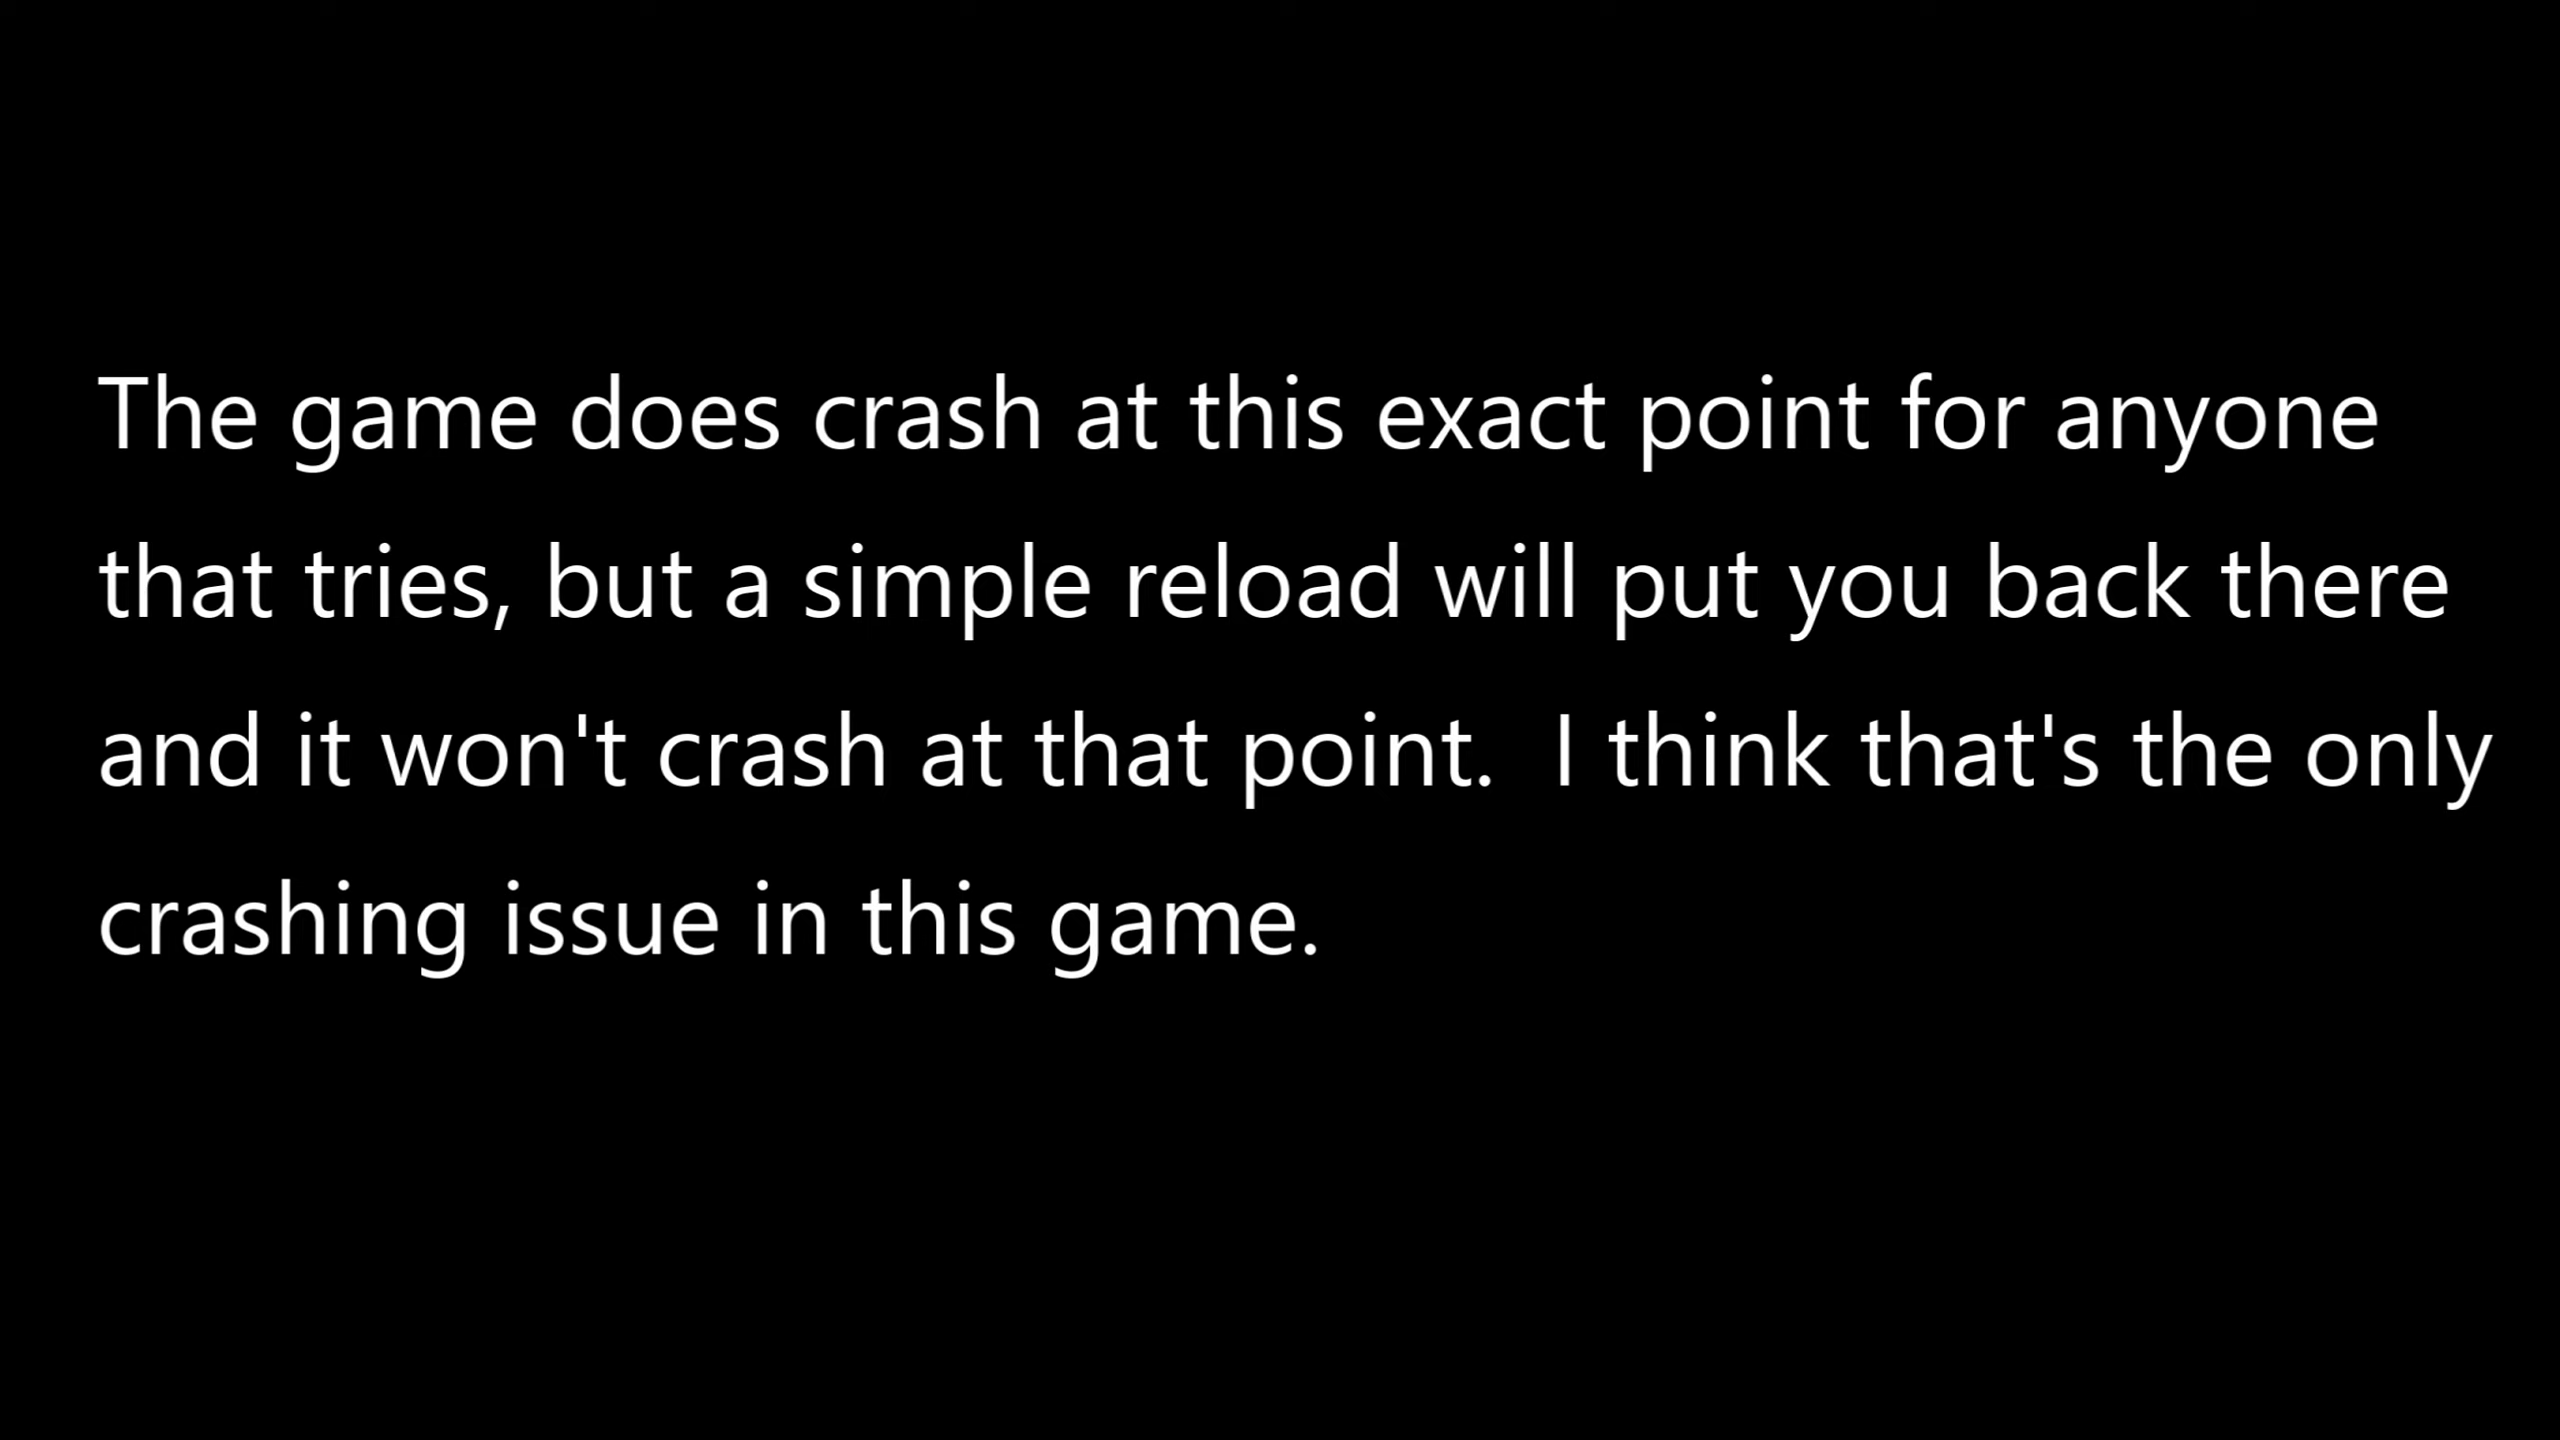 The game does crash at this exact point for anyone
that tries, but a simple reload will put you back there
and it won't crash at that point.  I think that's the only
crashing issue in this game.